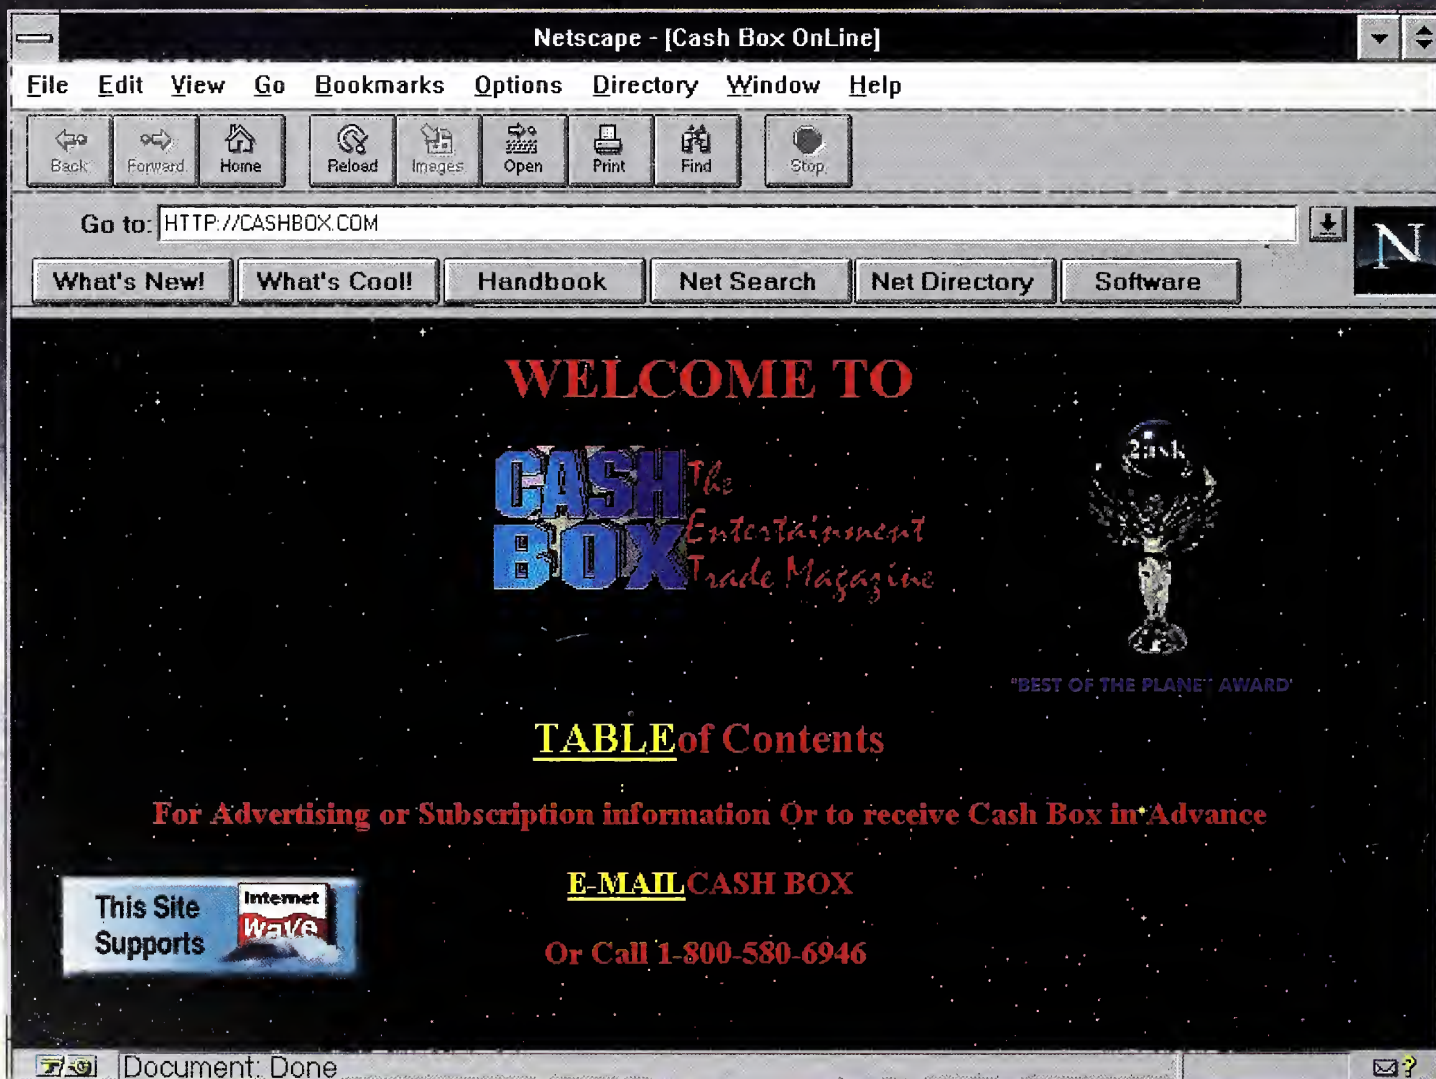 Netscape - [Cash Box OnLine]
File Edit View Go Bookmarks Options Directory Window Help
Back Forward Home Reload Images Open Print Find Stop
Go to: HTTP://CASHBOX.COM
N
What's New! What's Cool! Handbook Net Search Net Directory Software
WELCOME TO
CASH BOX
The Entertainment Trade Magazine
2ask
"BEST OF THE PLANET AWARD"
TABLE of Contents
For Advertising or Subscription information Or to receive Cash Box in Advance
E-MAIL CASH BOX
Or Call 1-800-580-6946
This Site
Supports
Internet
wave
Document: Done